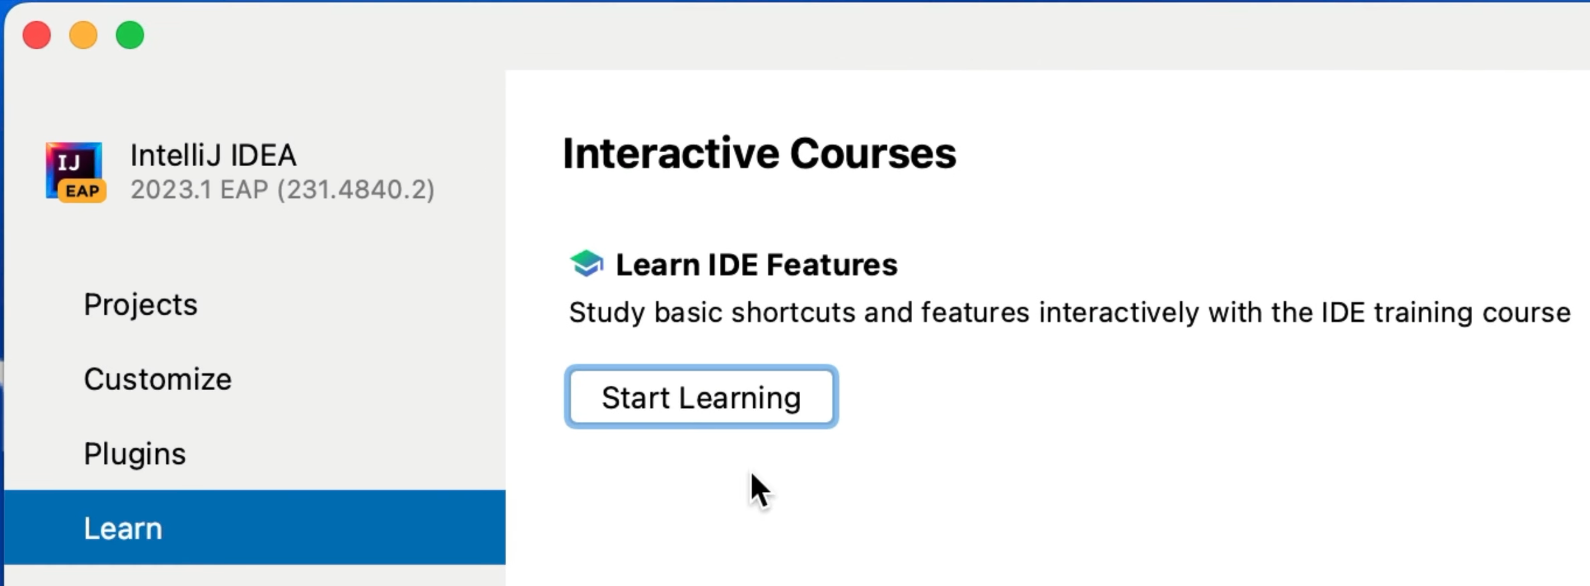 IJ
EAP
IntelliJ IDEA
2023.1 EAP (231.4840.2)
Projects
Customize
Plugins
Learn
Interactive Courses
Learn IDE Features
Study basic shortcuts and features interactively with the IDE training course
Start Learning